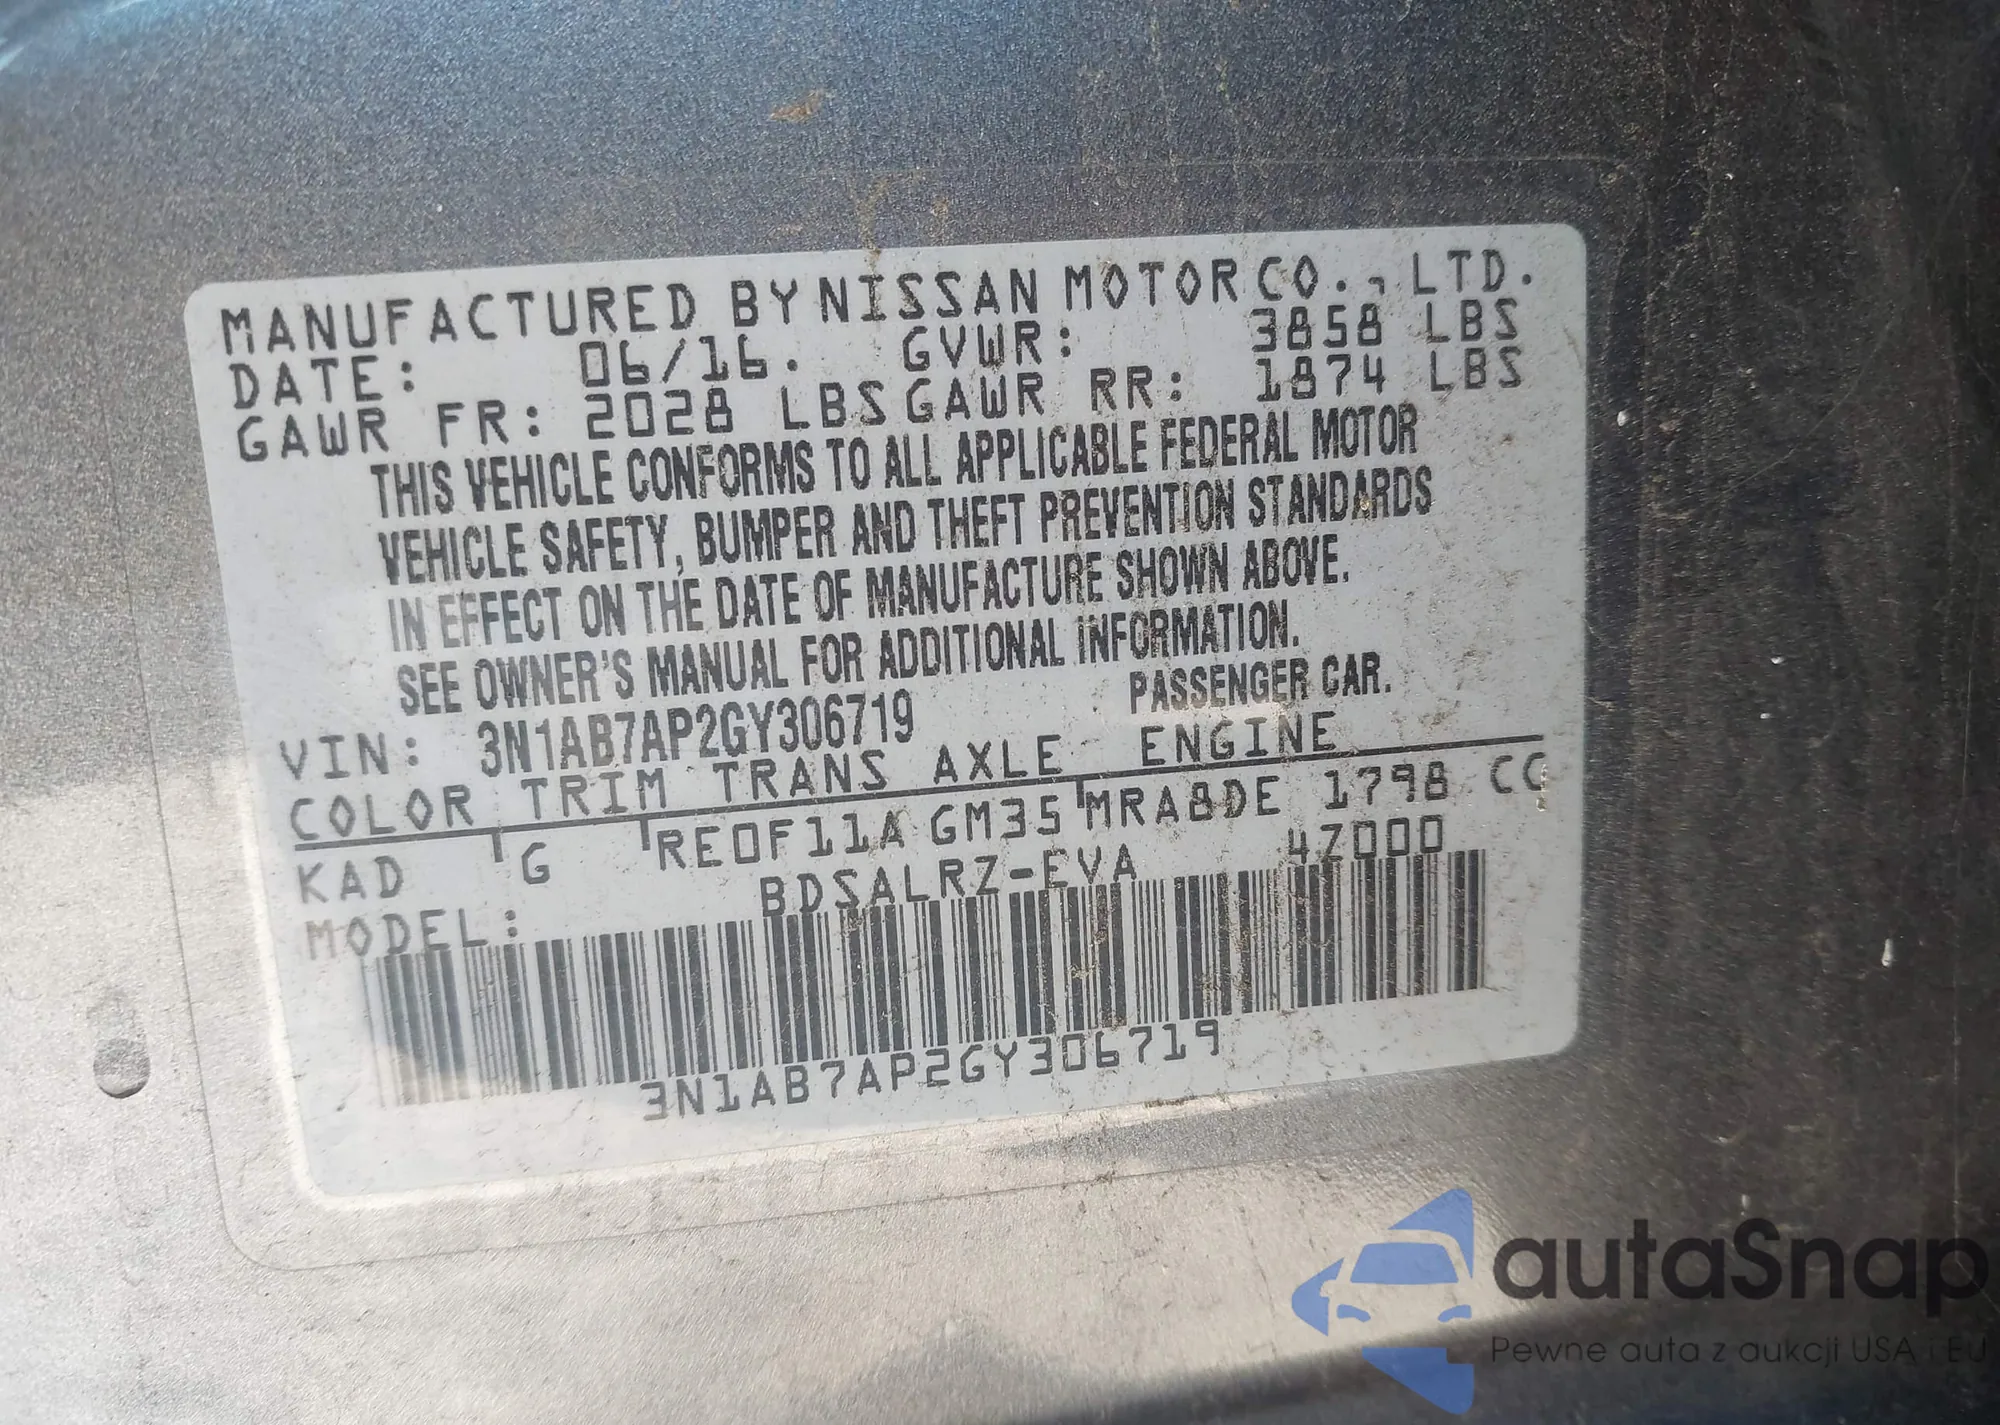 MANUFACTURED BY NISSAN MOTOR CO., LTD.
DATE: 06/16. GVWR: 3858 LBS
GAWR FR: 2028 LBS GAWR RR: 1874 LBS
THIS VEHICLE CONFORMS TO ALL APPLICABLE FEDERAL MOTOR
VEHICLE SAFETY, BUMPER AND THEFT PREVENTION STANDARDS
IN EFFECT ON THE DATE OF MANUFACTURE SHOWN ABOVE.
SEE OWNER'S MANUAL FOR ADDITIONAL INFORMATION.
VIN: 3N1AB7AP2GY306719 PASSENGER CAR.
COLOR TRIM TRANS AXLE ENGINE
KAD G RE0F11A GM35 MRA8DE 1798 CC
MODEL: BDSALRZ-EVA 4Z000
3N1AB7AP2GY306719
autaSnap
Pewne auta z aukcji USA i EU